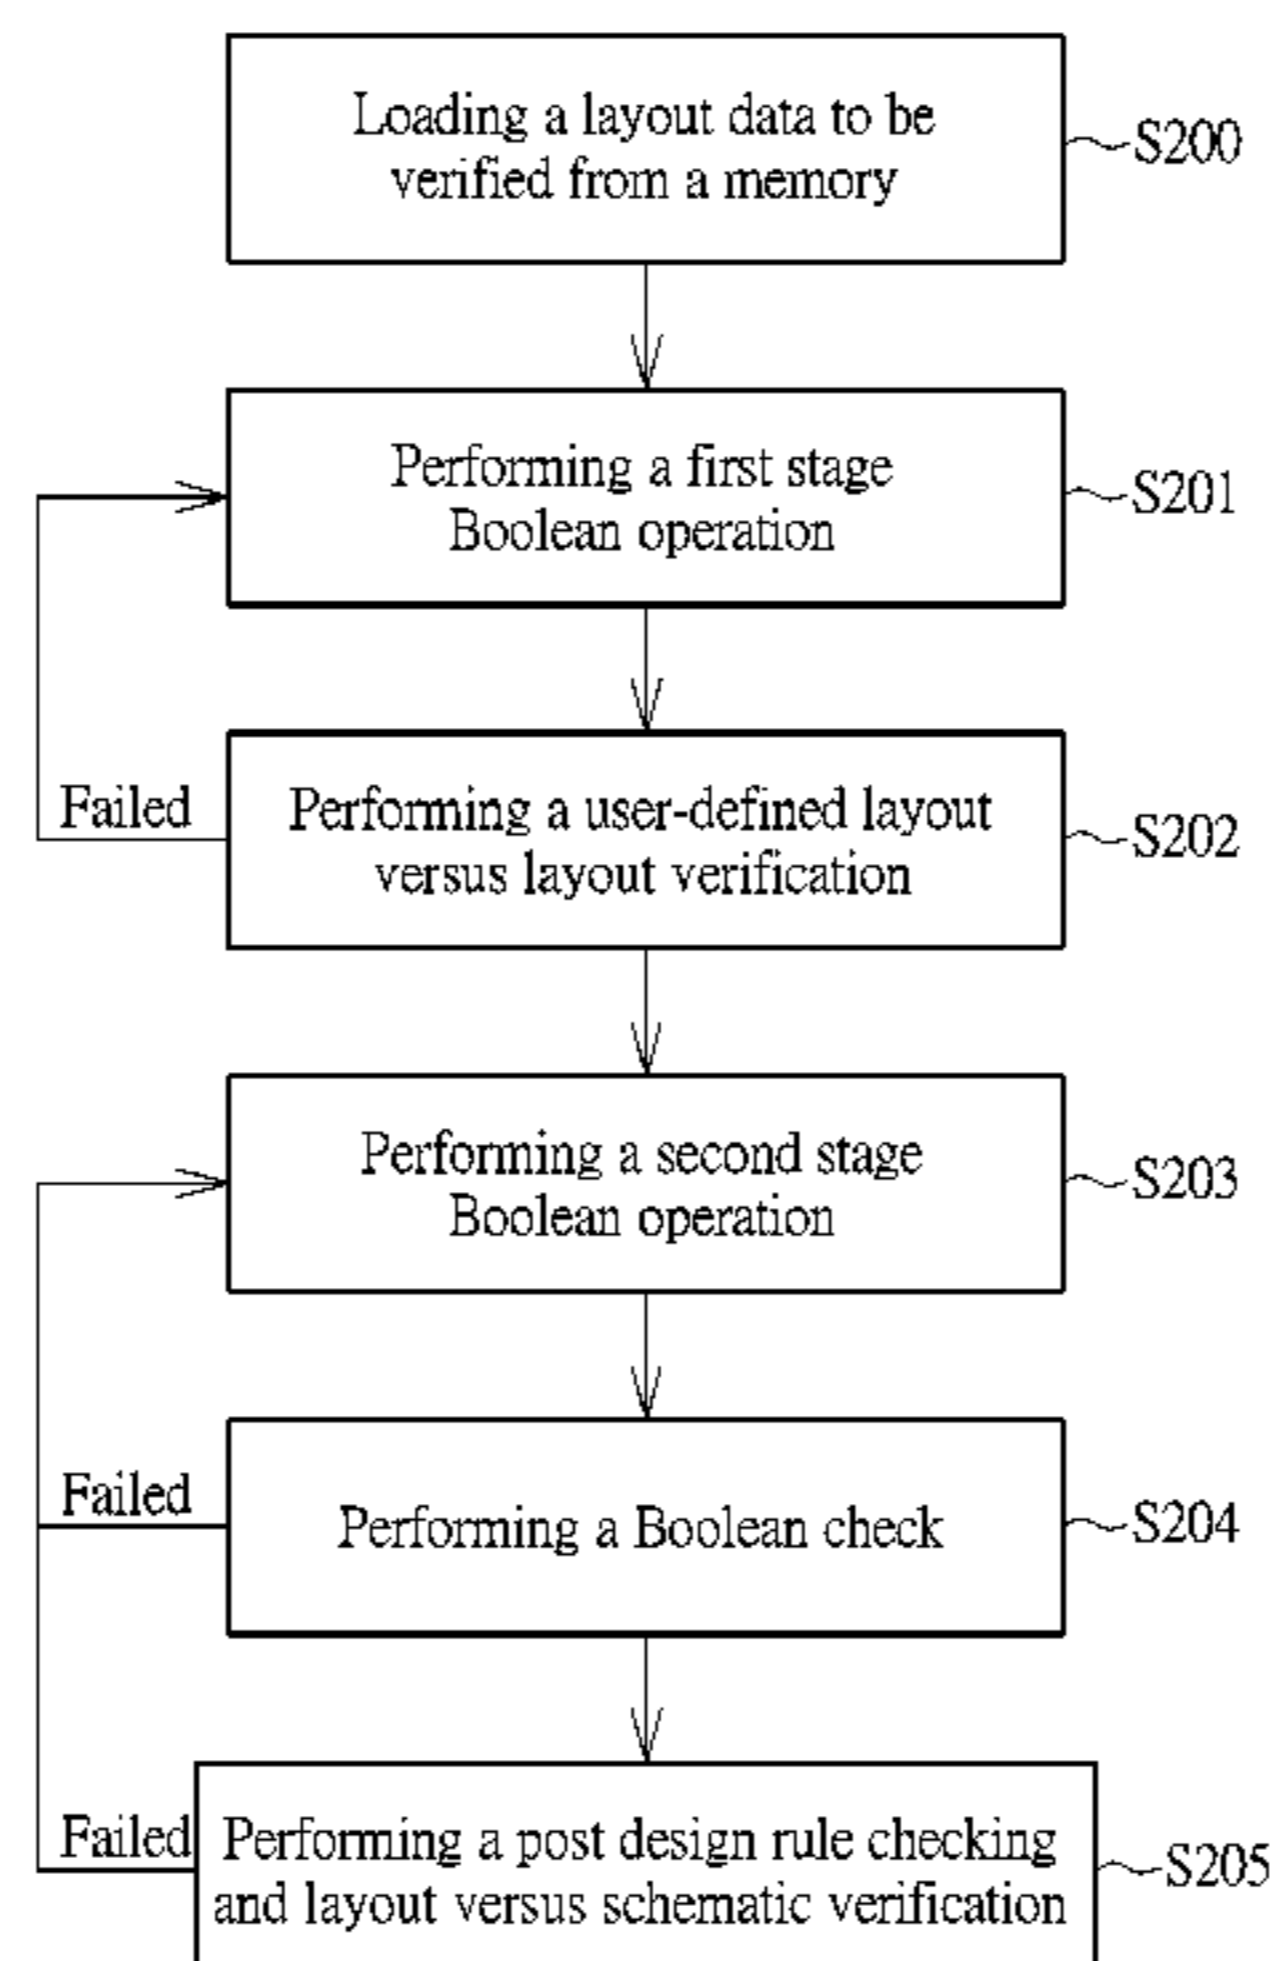 Loading a layout data to be
verified from a memory
S200
Performing a first stage
Boolean operation
S201
Failed
Performing a user-defined layout
versus layout verification
S202
Performing a second stage
Boolean operation
S203
Failed
Performing a Boolean check
S204
Failed
Performing a post design rule checking
and layout versus schematic verification
S205